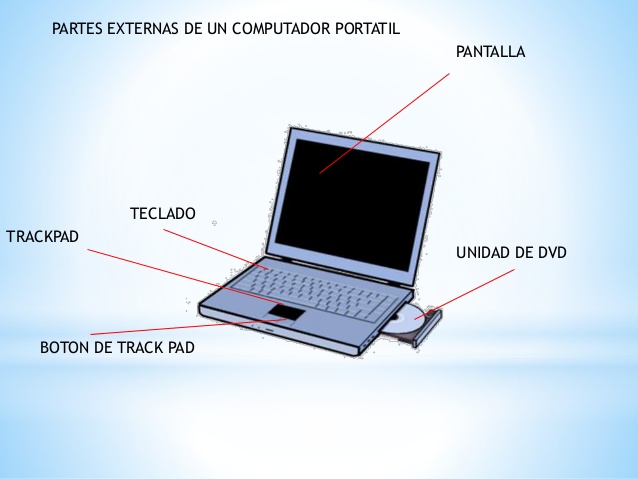 PARTES EXTERNAS DE UN COMPUTADOR PORTATIL
PANTALLA
TECLADO
TRACKPAD
UNIDAD DE DVD
BOTON DE TRACK PAD